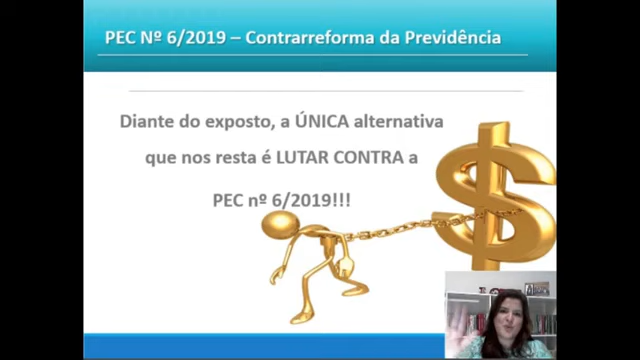 PEC Nº 6/2019 – Contrarreforma da Previdência
Diante do exposto, a ÚNICA alternativa
que nos resta é LUTAR CONTRA a
PEC nº 6/2019!!!